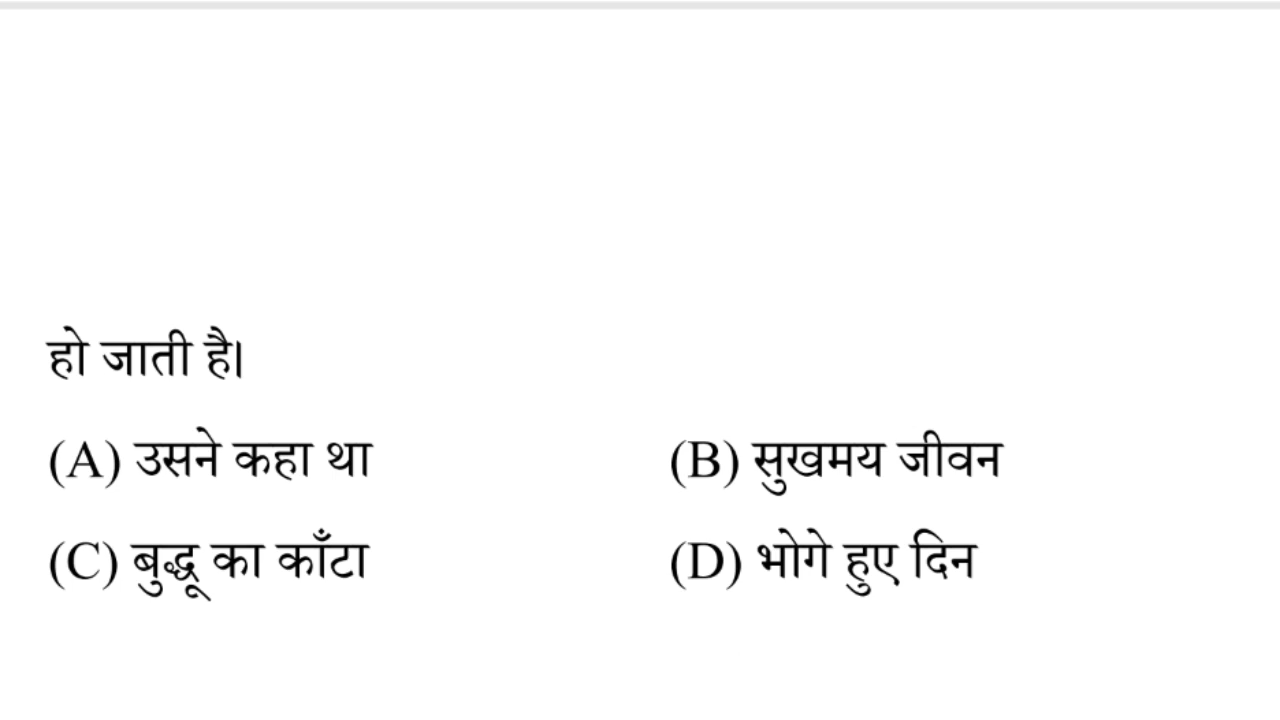 हो जाती है।
(A) उसने कहा था (B) सुखमय जीवन
(C) बुद्धू का काँटा (D) भोगे हुए दिन